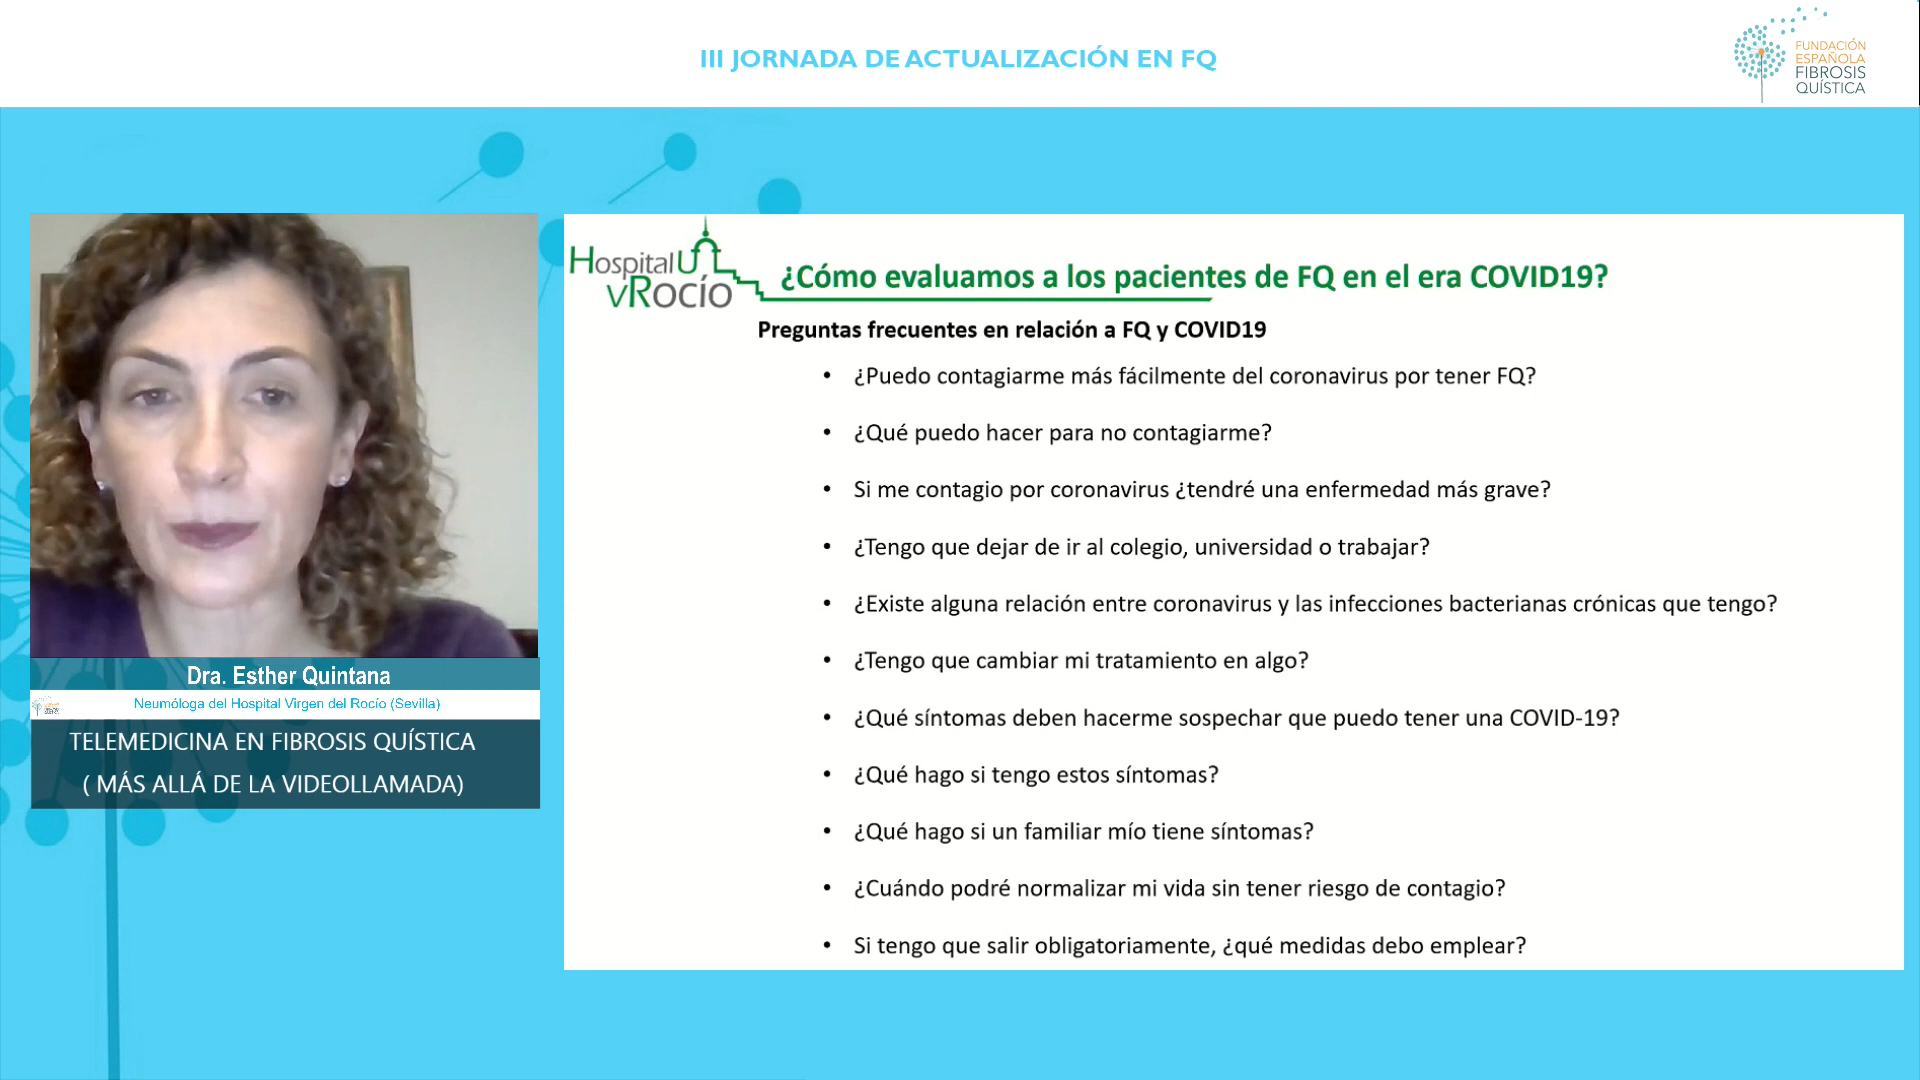 III JORNADA DE ACTUALIZACIÓN EN FQ
FUNDACIÓN
ESPAÑOLA
FIBROSIS
QUÍSTICA
Hospital U
vRocío
¿Cómo evaluamos a los pacientes de FQ en el era COVID19?
Preguntas frecuentes en relación a FQ y COVID19
• ¿Puedo contagiarme más fácilmente del coronavirus por tener FQ?
• ¿Qué puedo hacer para no contagiarme?
• Si me contagio por coronavirus ¿tendré una enfermedad más grave?
• ¿Tengo que dejar de ir al colegio, universidad o trabajar?
• ¿Existe alguna relación entre coronavirus y las infecciones bacterianas crónicas que tengo?
• ¿Tengo que cambiar mi tratamiento en algo?
• ¿Qué síntomas deben hacerme sospechar que puedo tener una COVID-19?
• ¿Qué hago si tengo estos síntomas?
• ¿Qué hago si un familiar mío tiene síntomas?
• ¿Cuándo podré normalizar mi vida sin tener riesgo de contagio?
• Si tengo que salir obligatoriamente, ¿qué medidas debo emplear?
Dra. Esther Quintana
Neumóloga del Hospital Virgen del Rocío (Sevilla)
TELEMEDICINA EN FIBROSIS QUÍSTICA
( MÁS ALLÁ DE LA VIDEOLLAMADA)